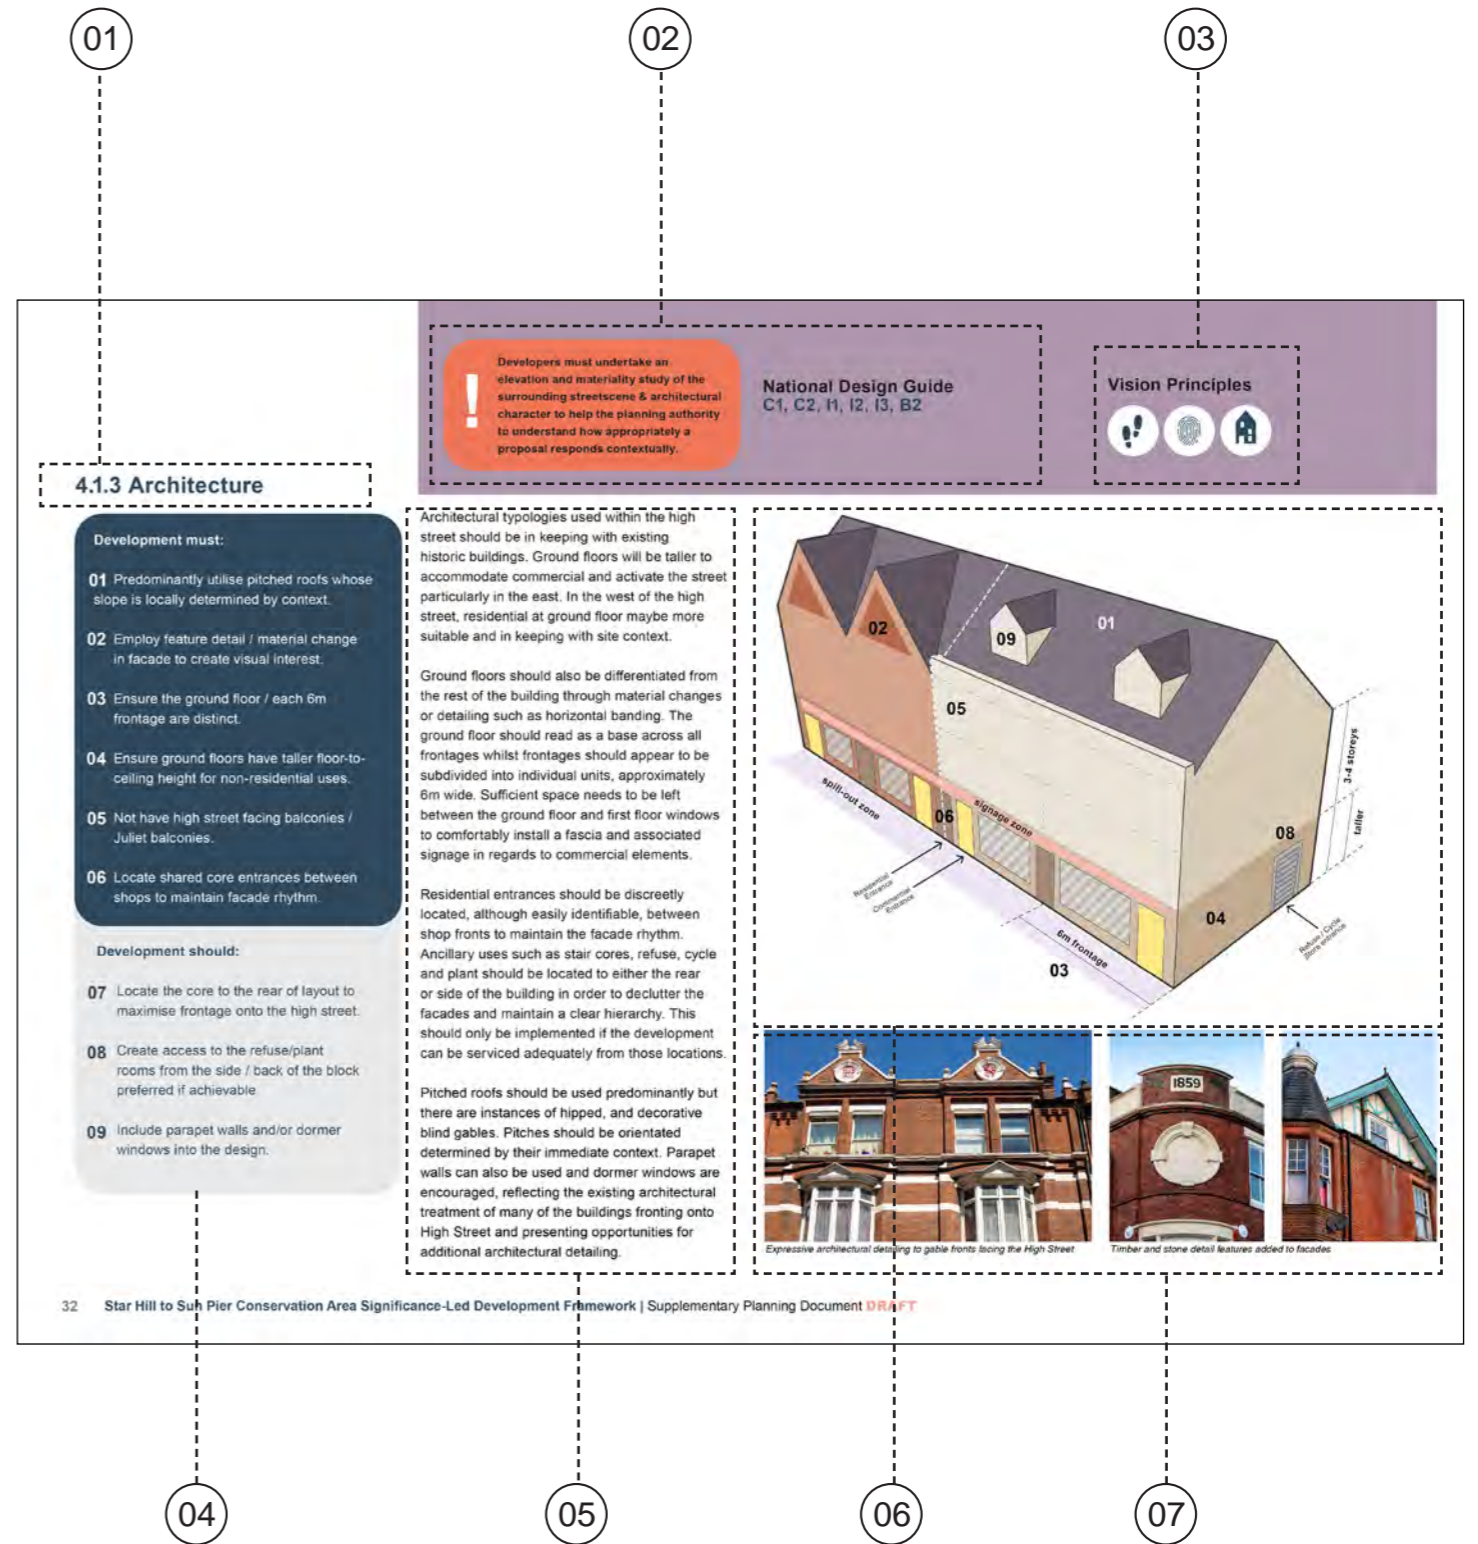 01
02
03
Developers must undertake an
elevation and materiality study of the
surrounding streetscene & architectural
character to help the planning authority
to understand how appropriately a
proposal responds contextually.
!
National Design Guide
C1, C2, I1, I2, I3, B2
Vision Principles
4.1.3 Architecture
Development must:
01 Predominantly utilise pitched roofs whose
slope is locally determined by context.
02 Employ feature detail / material change
in facade to create visual interest.
03 Ensure the ground floor / each 6m
frontage are distinct.
04 Ensure ground floors have taller floor-to-
ceiling height for non-residential uses.
05 Not have high street facing balconies /
Juliet balconies.
06 Locate shared core entrances between
shops to maintain facade rhythm.
Development should:
07 Locate the core to the rear of layout to
maximise frontage onto the high street.
08 Create access to the refuse/plant
rooms from the side / back of the block
preferred if achievable
09 Include parapet walls and/or dormer
windows into the design.
Architectural typologies used within the high
street should be in keeping with existing
historic buildings. Ground floors will be taller to
accommodate commercial and activate the street
particularly in the east. In the west of the high
street, residential at ground floor maybe more
suitable and in keeping with site context.
Ground floors should also be differentiated from
the rest of the building through material changes
or detailing such as horizontal banding. The
ground floor should read as a base across all
frontages whilst frontages should appear to be
subdivided into individual units, approximately
6m wide. Sufficient space needs to be left
between the ground floor and first floor windows
to comfortably install a fascia and associated
signage in regards to commercial elements.
Residential entrances should be discreetly
located, although easily identifiable, between
shop fronts to maintain the facade rhythm.
Ancillary uses such as stair cores, refuse, cycle
and plant should be located to either the rear
or side of the building in order to declutter the
facades and maintain a clear hierarchy. This
should only be implemented if the development
can be serviced adequately from those locations.
Pitched roofs should be used predominantly but
there are instances of hipped, and decorative
blind gables. Pitches should be orientated
determined by their immediate context. Parapet
walls can also be used and dormer windows are
encouraged, reflecting the existing architectural
treatment of many of the buildings fronting onto
High Street and presenting opportunities for
additional architectural detailing.
01
02
09
05
3-4 storeys
taller
spill-out zone
signage zone
06
08
04
Residential
Entrance
Commercial
Entrance
6m frontage
03
Refuse / Cycle
Store entrance
1859
Expressive architectural detailing to gable fronts facing the High Street
Timber and stone detail features added to facades
32 Star Hill to Sun Pier Conservation Area Significance-Led Development Framework | Supplementary Planning Document DRAFT
04
05
06
07